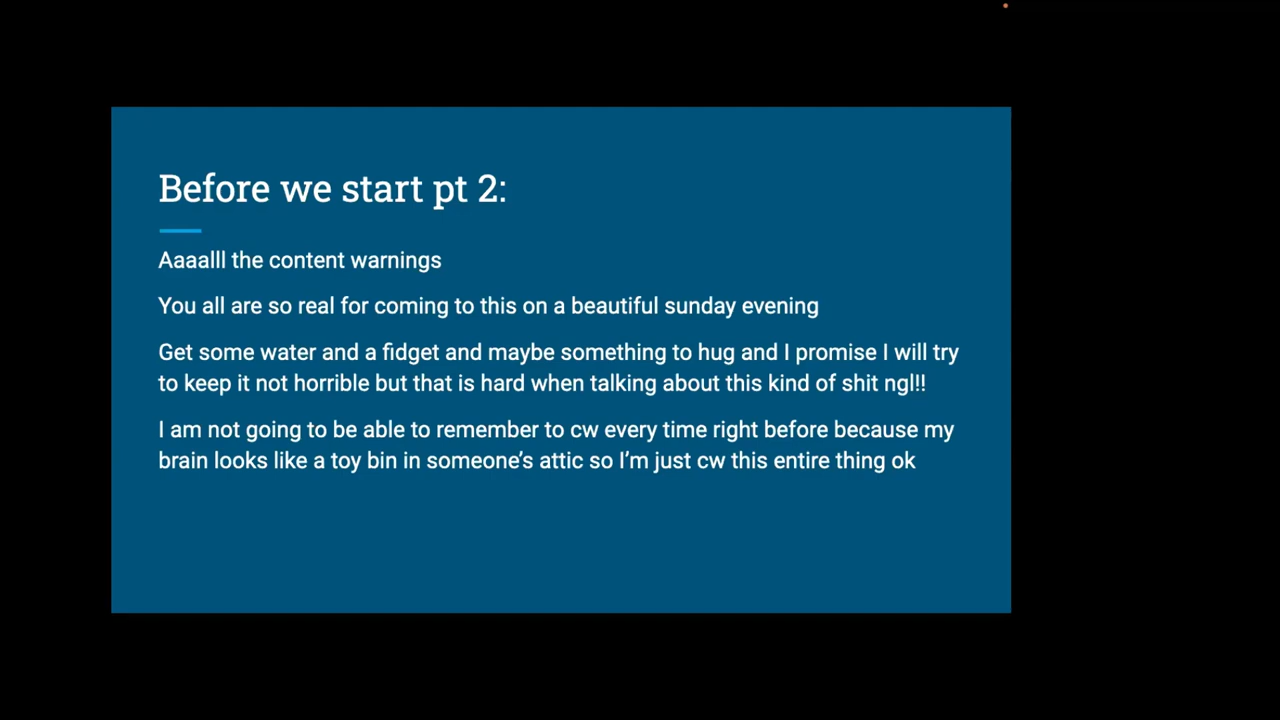 Before we start pt 2:
Aaaalll the content warnings
You all are so real for coming to this on a beautiful sunday evening
Get some water and a fidget and maybe something to hug and I promise I will try
to keep it not horrible but that is hard when talking about this kind of shit ngl!!
I am not going to be able to remember to cw every time right before because my
brain looks like a toy bin in someone’s attic so I’m just cw this entire thing ok